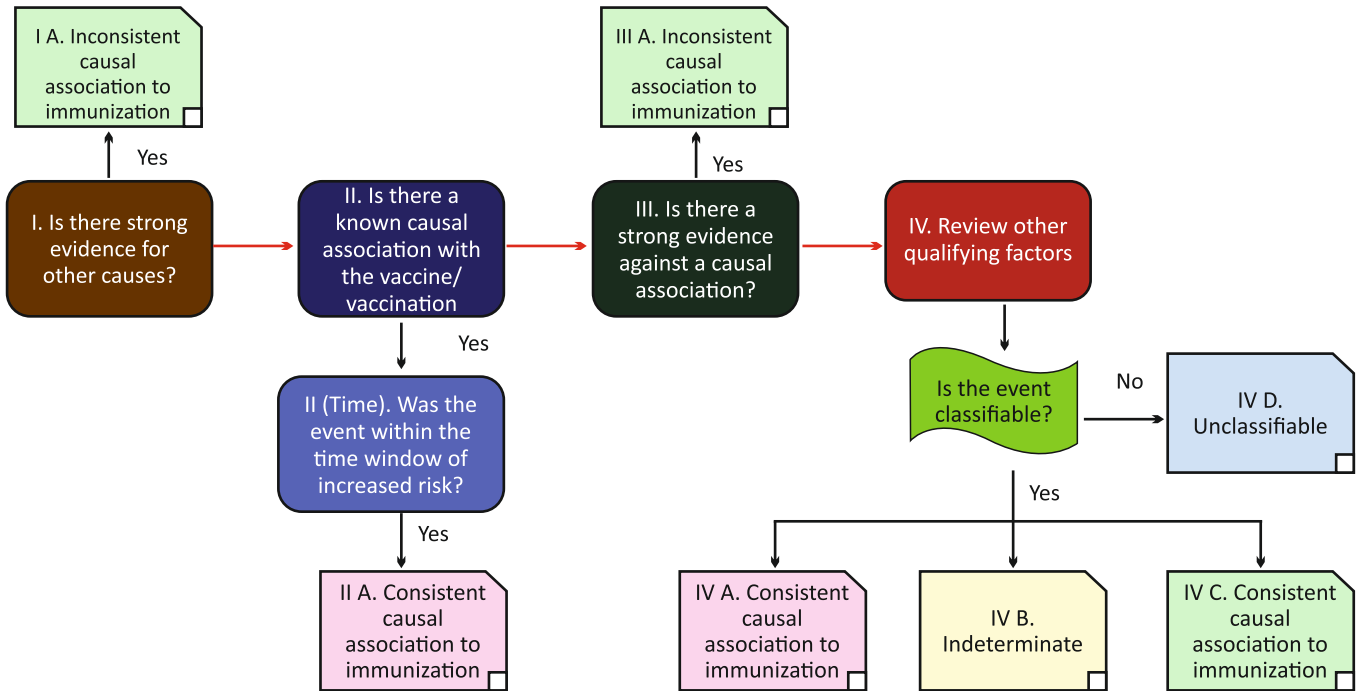 I A. Inconsistent
causal
association to
immunization
III A. Inconsistent
causal
association to
immunization
Yes
Yes
I. Is there strong
evidence for
other causes?
II. Is there a
known causal
association with
the vaccine/
vaccination
III. Is there a
strong evidence
against a causal
association?
IV. Review other
qualifying factors
Yes
II (Time). Was the
event within the
time window of
increased risk?
Is the event
classifiable?
No
IV D.
Unclassifiable
Yes
Yes
II A. Consistent
causal
association to
immunization
IV A. Consistent
causal
association to
immunization
IV B.
Indeterminate
IV C. Consistent
causal
association to
immunization